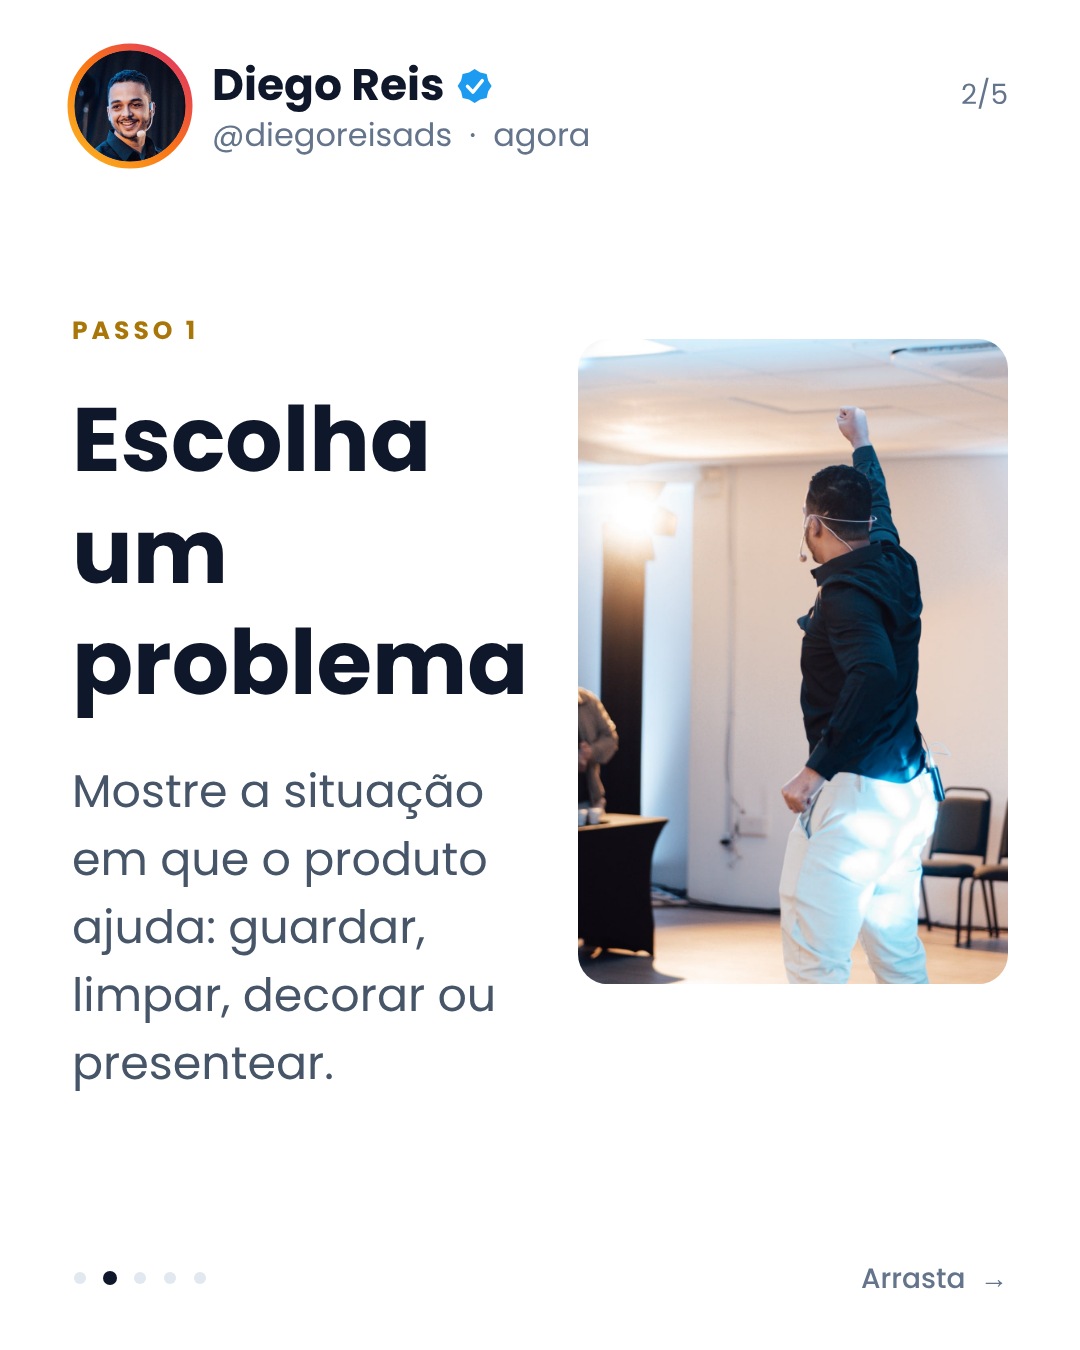 Diego Reis
@diegoreisads · agora
2/5
PASSO 1
Escolha
um
problema
Mostre a situação
em que o produto
ajuda: guardar,
limpar, decorar ou
presentear.
Arrasta →